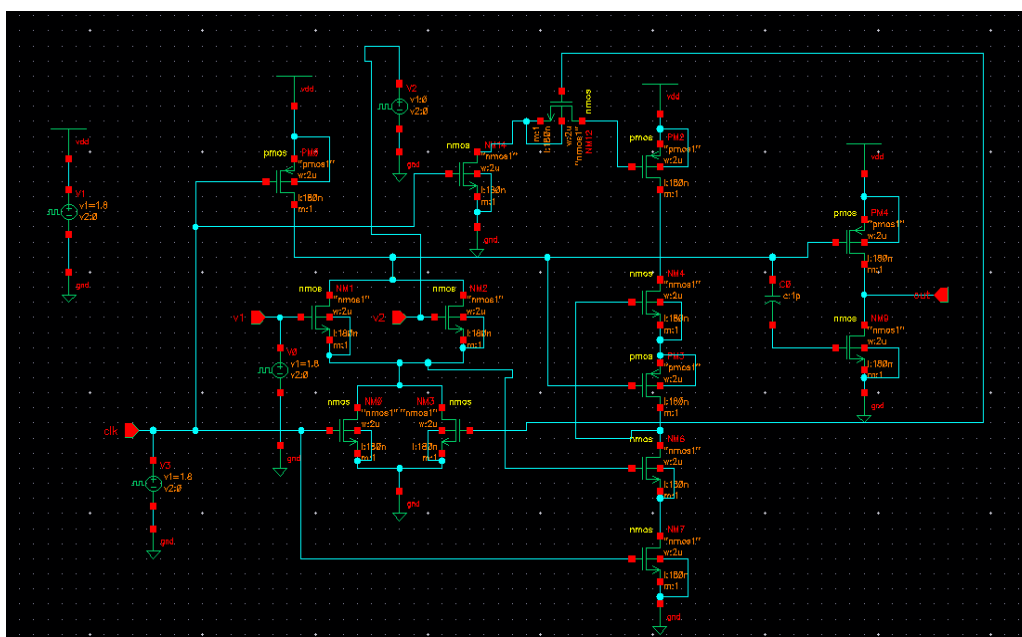 vdd
V1
v1=1.8
v2:0
gnd
vdd
pmos
"pmos1"
w:2u
l:180n
m:1
V2
v1:0
v2:0
gnd
nmos
NM14
"nmos1"
w:2u
l:180n
m:1
gnd
nmos
m:1
l:180n
w:2u
"nmos1"
NM12
vdd
pmos
"pmos1"
w:2u
l:180n
m:1
vdd
pmos
PM4
"pmos1"
w:2u
l:180n
m:1
out
nmos
NM9
"nmos1"
w:2u
l:180n
m:1
gnd
C0
c:1p
v1
nmos
NM1
"nmos1"
w:2u
l:180n
m:1
v2
nmos
NM2
"nmos1"
w:2u
l:180n
m:1
V0
v1=1.8
v2:0
gnd
nmos
NM4
"nmos1"
w:2u
l:180n
m:1
pmos
PM3
"pmos1"
w:2u
l:180n
m:1
clk
V3
v1=1.8
v2:0
gnd
nmos
"nmos1"
w:2u
l:180n
m:1
NM3
nmos
"nmos1"
w:2u
l:180n
m:1
gnd
nmos
NM6
"nmos1"
w:2u
l:180n
m:1
nmos
NM7
"nmos1"
w:2u
l:180n
m:1
gnd